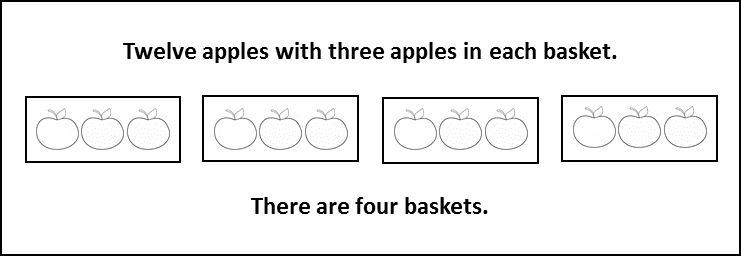 Twelve apples with three apples in each basket.
There are four baskets.